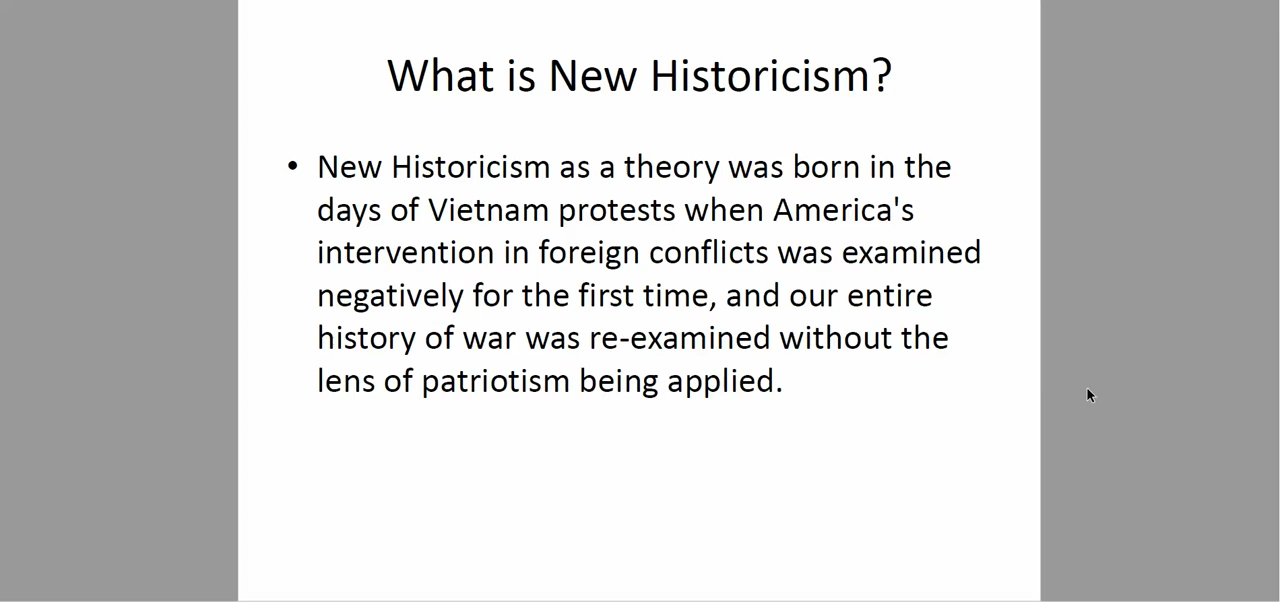 What is New Historicism?
• New Historicism as a theory was born in the
days of Vietnam protests when America's
intervention in foreign conflicts was examined
negatively for the first time, and our entire
history of war was re-examined without the
lens of patriotism being applied.